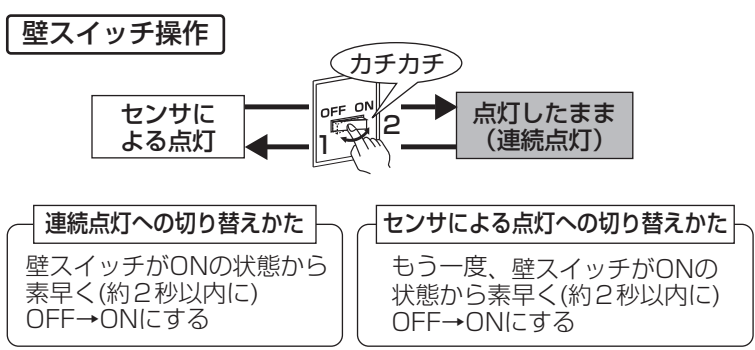 壁スイッチ操作
カチカチ
センサに
よる点灯
OFF ON
1
2
点灯したまま
（連続点灯）
連続点灯への切り替えかた
壁スイッチがONの状態から
素早く(約２秒以内に)
OFF→ONにする
センサによる点灯への切り替えかた
もう一度、壁スイッチがONの
状態から素早く(約２秒以内に)
OFF→ONにする